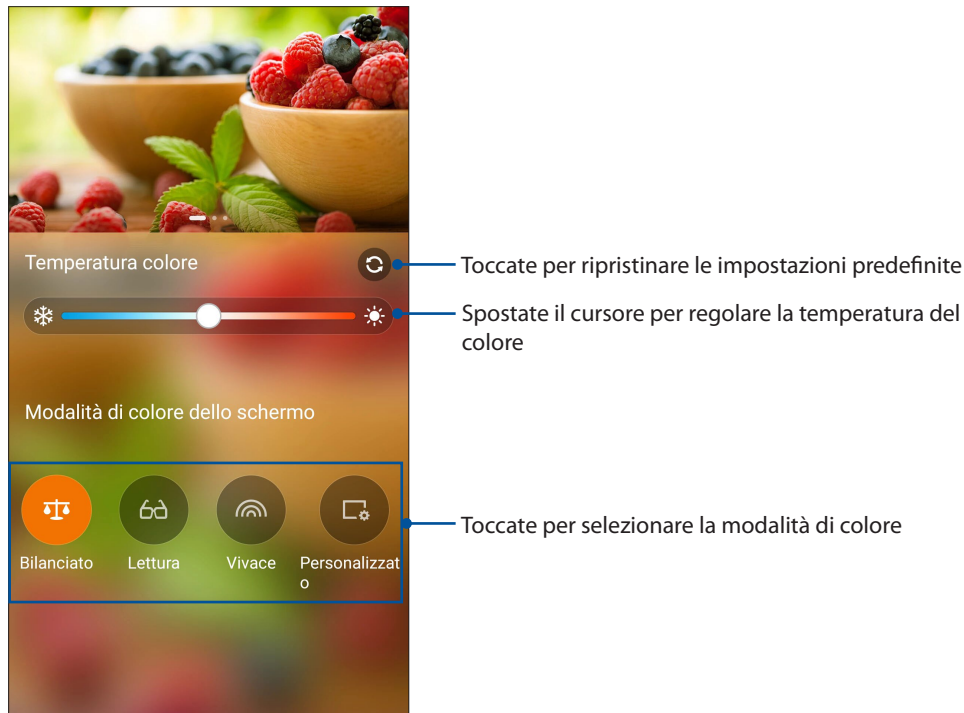 Temperatura colore
Toccate per ripristinare le impostazioni predefinite
Spostate il cursore per regolare la temperatura del
colore
Modalità di colore dello schermo
Toccate per selezionare la modalità di colore
Bilanciato Lettura Vivace Personalizzat
o